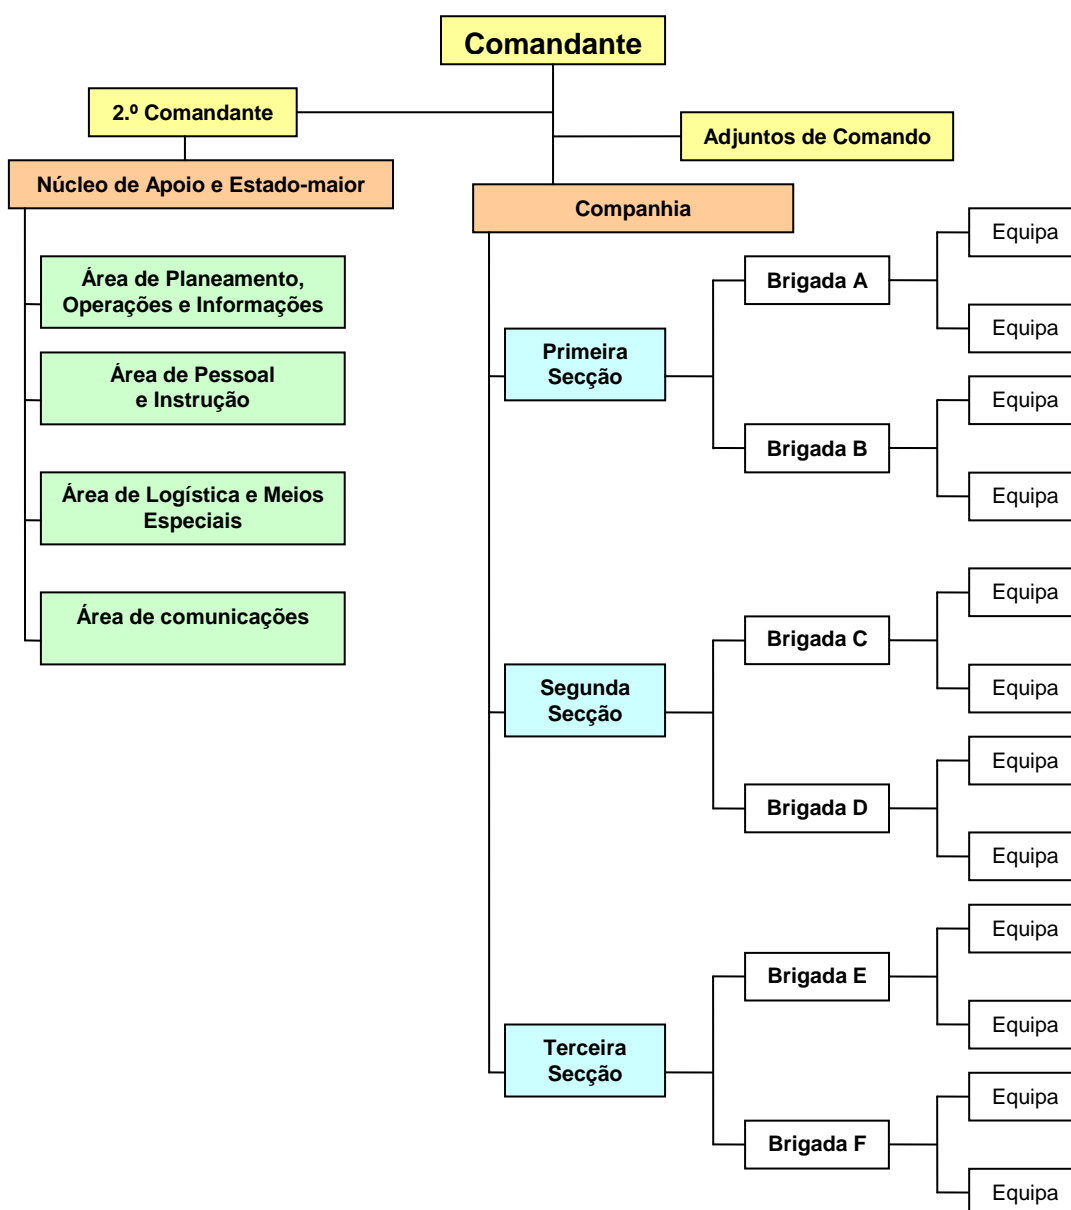 Comandante
2.º Comandante
Adjuntos de Comando
Núcleo de Apoio e Estado-maior
Companhia
Área de Planeamento,
Operações e Informações
Área de Pessoal
e Instrução
Área de Logística e Meios
Especiais
Área de comunicações
Primeira
Secção
Brigada A
Equipa
Equipa
Brigada B
Equipa
Equipa
Segunda
Secção
Brigada C
Equipa
Equipa
Brigada D
Equipa
Equipa
Terceira
Secção
Brigada E
Equipa
Equipa
Brigada F
Equipa
Equipa